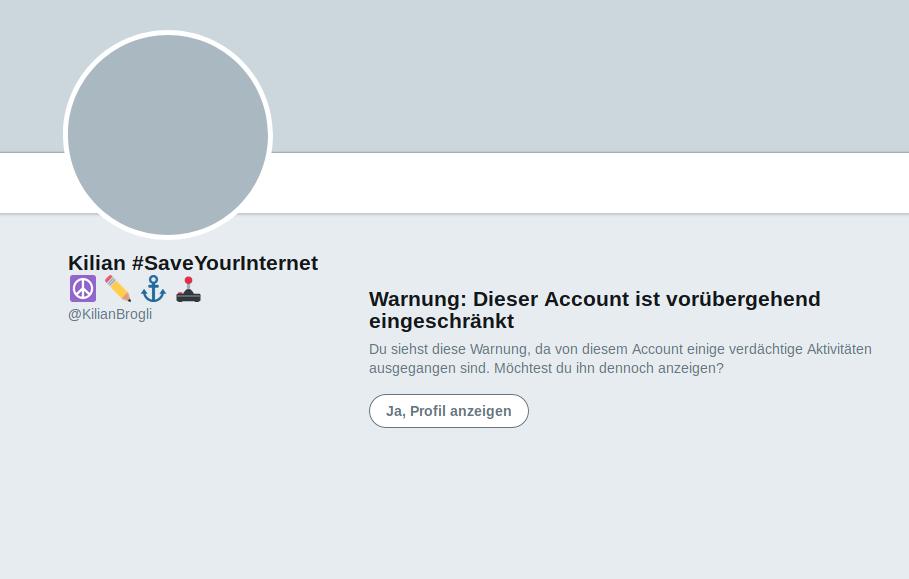 Kilian #SaveYourInternet
☮️ ✏️ ⚓ 🕹️
@KilianBrogli
Warnung: Dieser Account ist vorübergehend
eingeschränkt
Du siehst diese Warnung, da von diesem Account einige verdächtige Aktivitäten
ausgegangen sind. Möchtest du ihn dennoch anzeigen?
Ja, Profil anzeigen